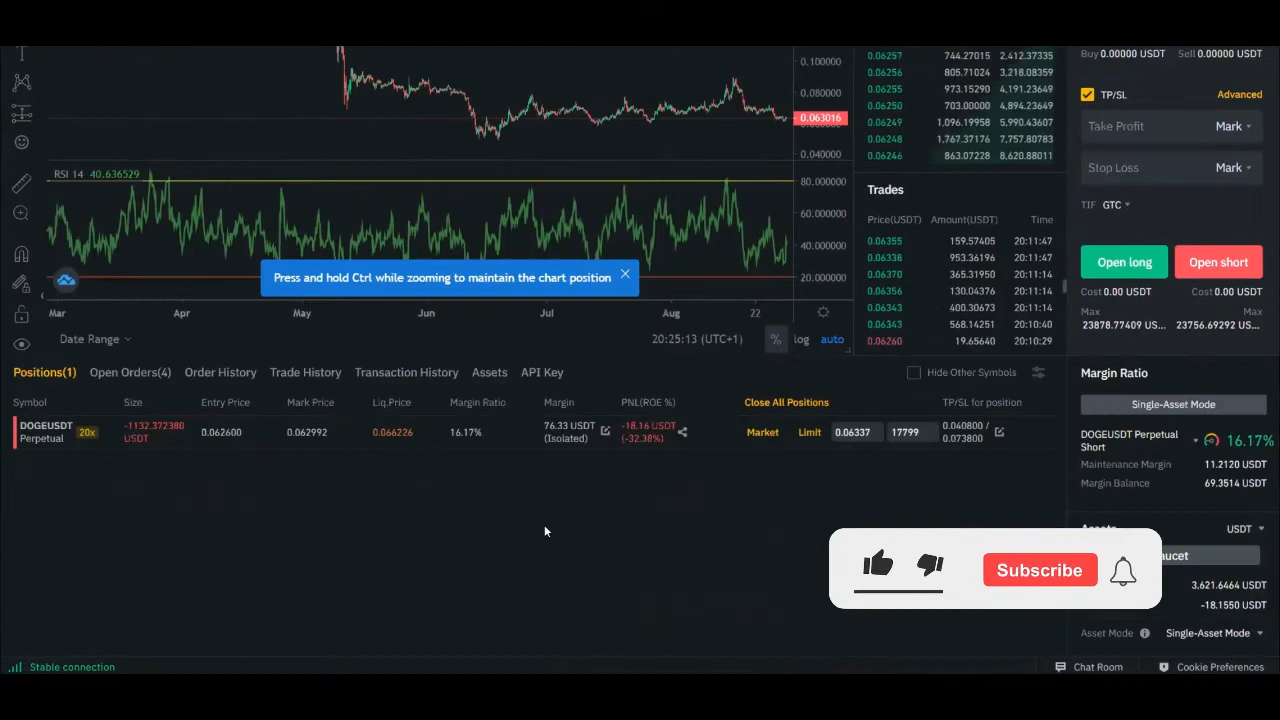 0.100000
0.080000
0.063016
0.040000
RSI 14 40.636529
80.000000
60.000000
40.000000
20.000000
Press and hold Ctrl while zooming to maintain the chart position
Mar Apr May Jun Jul Aug 22
Date Range
20:25:13 (UTC+1) % log auto
0.06257 744.27015 2,412.37335
0.06256 805.71024 3,218.08359
0.06255 973.15290 4,191.23649
0.06250 703.00000 4,894.23649
0.06249 1,096.19958 5,990.43607
0.06248 1,767.37176 7,757.80783
0.06246 863.07228 8,620.88011
Trades
Price(USDT) Amount(USDT) Time
0.06355 159.57405 20:11:47
0.06338 953.36196 20:11:47
0.06370 365.31950 20:11:14
0.06356 130.04376 20:11:14
0.06343 400.30673 20:11:14
0.06343 568.14251 20:10:40
0.06260 19.65640 20:10:29
Buy 0.00000 USDT Sell 0.00000 USDT
TP/SL Advanced
Take Profit Mark
Stop Loss Mark
TIF GTC
Open long Open short
Cost 0.00 USDT Cost 0.00 USDT
Max Max
23878.77409 US... 23756.69292 US...
Positions(1) Open Orders(4) Order History Trade History Transaction History Assets API Key
Hide Other Symbols
Symbol Size Entry Price Mark Price Liq.Price Margin Ratio Margin PNL(ROE %) Close All Positions TP/SL for position
DOGEUSDT -1132.372380 76.33 USDT -18.16 USDT 0.040800 /
Perpetual 20x USDT 0.062600 0.062992 0.066226 16.17% (Isolated) (-32.38%) Market Limit 0.06337 17799 0.073800
Margin Ratio
Single-Asset Mode
DOGEUSDT Perpetual
Short 16.17%
Maintenance Margin 11.2120 USDT
Margin Balance 69.3514 USDT
USDT
aucet
3,621.6464 USDT
-18.1550 USDT
Asset Mode Single-Asset Mode
Subscribe
Stable connection
Chat Room Cookie Preferences